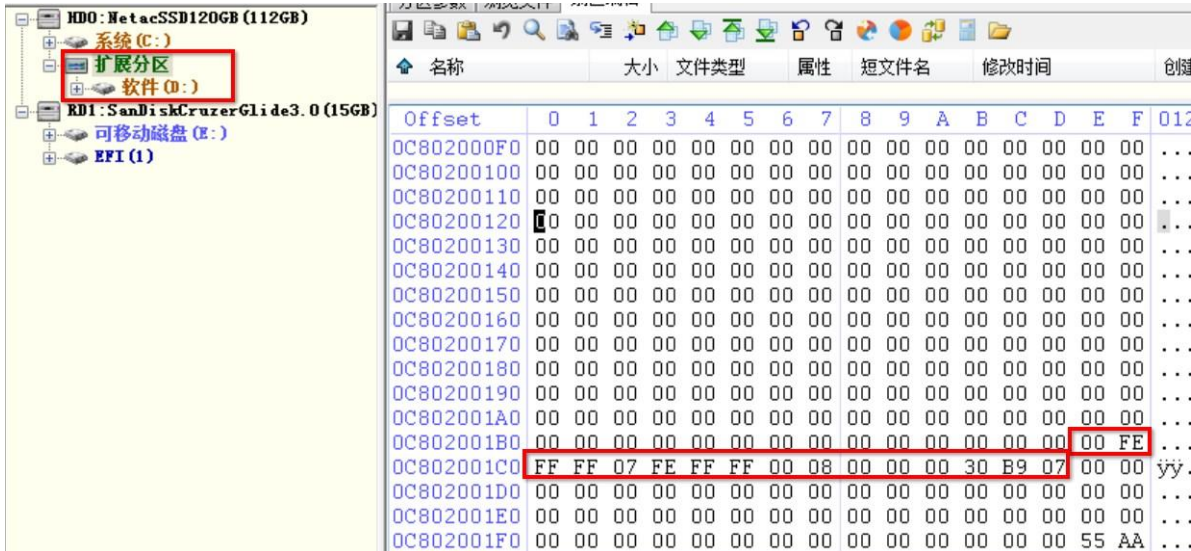 HD0:NetacSSD120GB(112GB)
系统(C:)
扩展分区
软件(D:)
RD1:SanDiskCruzerGlide3.0(15GB)
可移动磁盘(E:)
EFI(1)
名称 大小 文件类型 属性 短文件名 修改时间 创建
Offset 0 1 2 3 4 5 6 7 8 9 A B C D E F 012
0C802000F0 00 00 00 00 00 00 00 00 00 00 00 00 00 00 00 00 ...
0C80200100 00 00 00 00 00 00 00 00 00 00 00 00 00 00 00 00 ...
0C80200110 00 00 00 00 00 00 00 00 00 00 00 00 00 00 00 00 ...
0C80200120 00 00 00 00 00 00 00 00 00 00 00 00 00 00 00 00 ...
0C80200130 00 00 00 00 00 00 00 00 00 00 00 00 00 00 00 00 ...
0C80200140 00 00 00 00 00 00 00 00 00 00 00 00 00 00 00 00 ...
0C80200150 00 00 00 00 00 00 00 00 00 00 00 00 00 00 00 00 ...
0C80200160 00 00 00 00 00 00 00 00 00 00 00 00 00 00 00 00 ...
0C80200170 00 00 00 00 00 00 00 00 00 00 00 00 00 00 00 00 ...
0C80200180 00 00 00 00 00 00 00 00 00 00 00 00 00 00 00 00 ...
0C80200190 00 00 00 00 00 00 00 00 00 00 00 00 00 00 00 00 ...
0C802001A0 00 00 00 00 00 00 00 00 00 00 00 00 00 00 00 00 ...
0C802001B0 00 00 00 00 00 00 00 00 00 00 00 00 00 00 00 FE ...
0C802001C0 FF FF 07 FE FF FF 00 08 00 00 00 30 B9 07 00 00 ÿÿ.
0C802001D0 00 00 00 00 00 00 00 00 00 00 00 00 00 00 00 00 ...
0C802001E0 00 00 00 00 00 00 00 00 00 00 00 00 00 00 00 00 ...
0C802001F0 00 00 00 00 00 00 00 00 00 00 00 00 00 00 55 AA ...